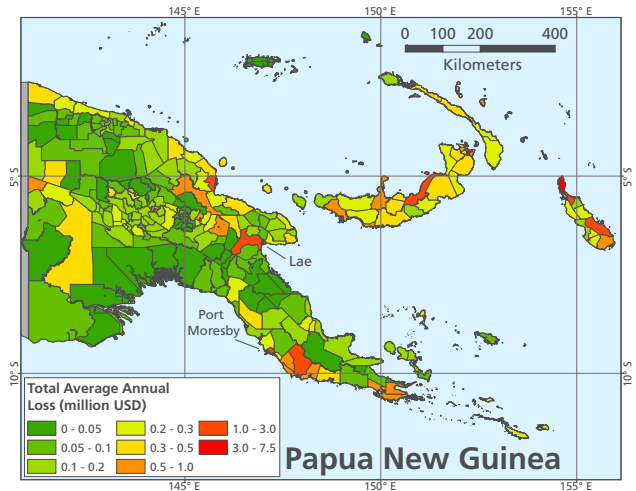 145° E 150° E 155° E
0 100 200 400
Kilometers
5°S 5°S
Lae
Port
Moresby
10°S 10°S
Total Average Annual
Loss (million USD)
0 - 0.05 0.2 - 0.3 1.0 - 3.0
0.05 - 0.1 0.3 - 0.5 3.0 - 7.5
0.1 - 0.2 0.5 - 1.0
Papua New Guinea
145° E 150° E 155° E